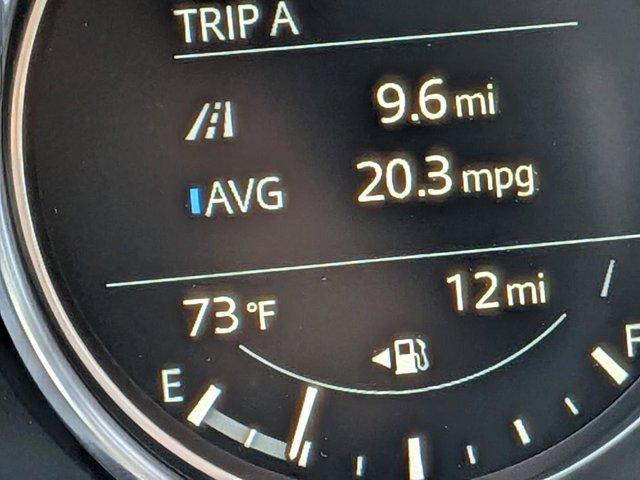 TRIP A
9.6 mi
AVG 20.3 mpg
73 °F 12 mi
E F